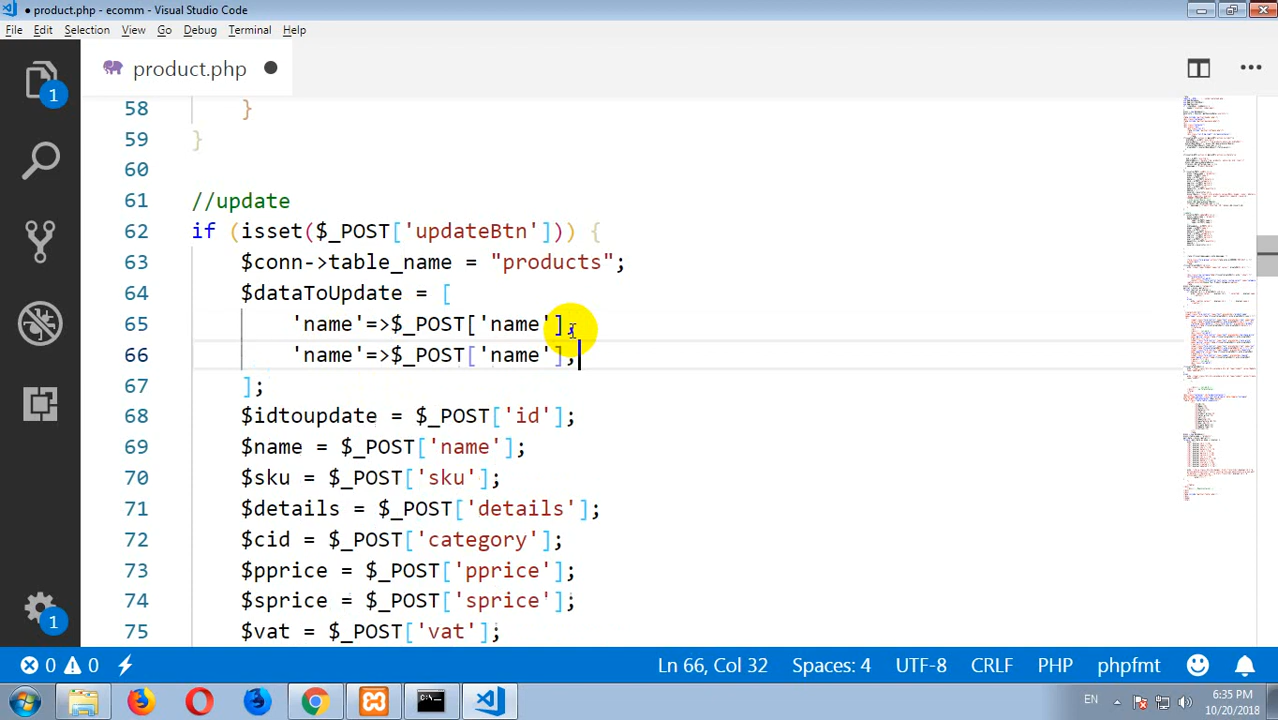 ● product.php - ecomm - Visual Studio Code
File Edit Selection View Go Debug Terminal Help
product.php ●
58 }
59 }
60
61 //update
62 if (isset($_POST['updateBtn'])) {
63 $conn->table_name = "products";
64 $dataToUpdate = [
65 'name'=>$_POST['name'],
66 'name'=>$_POST['name'],
67 ];
68 $idtoupdate = $_POST['id'];
69 $name = $_POST['name'];
70 $sku = $_POST['sku'];
71 $details = $_POST['details'];
72 $cid = $_POST['category'];
73 $pprice = $_POST['pprice'];
74 $sprice = $_POST['sprice'];
75 $vat = $_POST['vat'];
1
1
0 0 Ln 66, Col 32 Spaces: 4 UTF-8 CRLF PHP phpfmt
EN 6:35 PM
10/20/2018